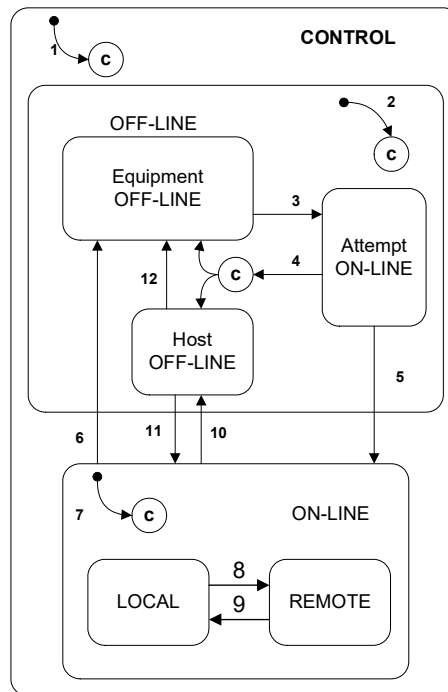 CONTROL
1
C
2
C
OFF-LINE
Equipment
OFF-LINE
3
Attempt
ON-LINE
4
C
12
Host
OFF-LINE
5
6
11
10
7
C
ON-LINE
LOCAL
8
9
REMOTE